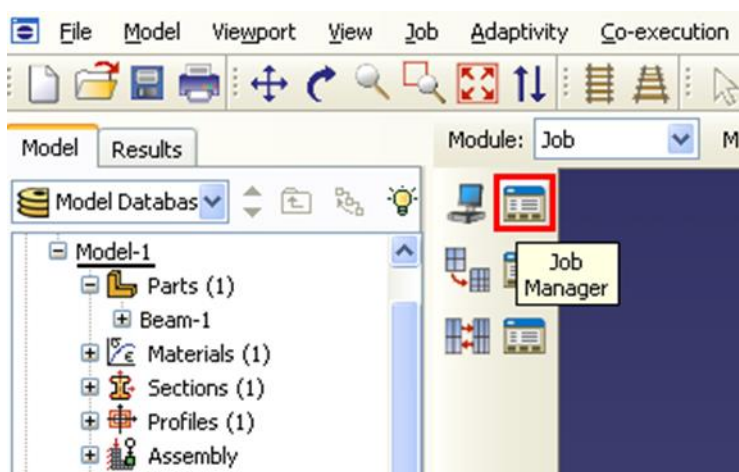 File Model Viewport View Job Adaptivity Co-execution
Model Results
Module: Job M
Model Databas
Job
Manager
Model-1
Parts (1)
Beam-1
Materials (1)
Sections (1)
Profiles (1)
Assembly